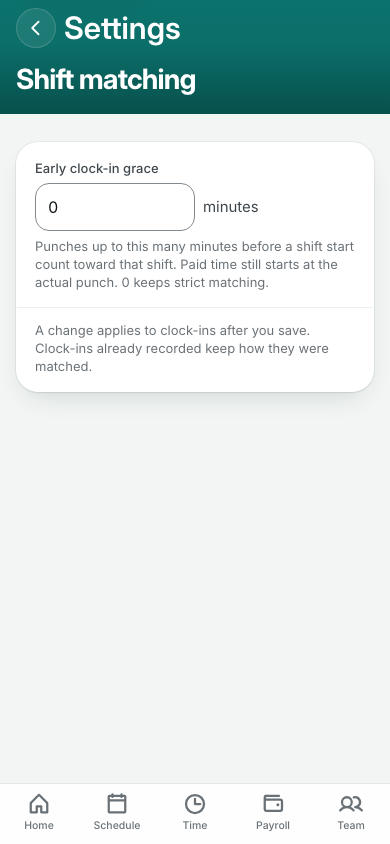 Settings
Shift matching
Early clock-in grace
0
minutes
Punches up to this many minutes before a shift start
count toward that shift. Paid time still starts at the
actual punch. 0 keeps strict matching.
A change applies to clock-ins after you save.
Clock-ins already recorded keep how they were
matched.
Home
Schedule
Time
Payroll
Team